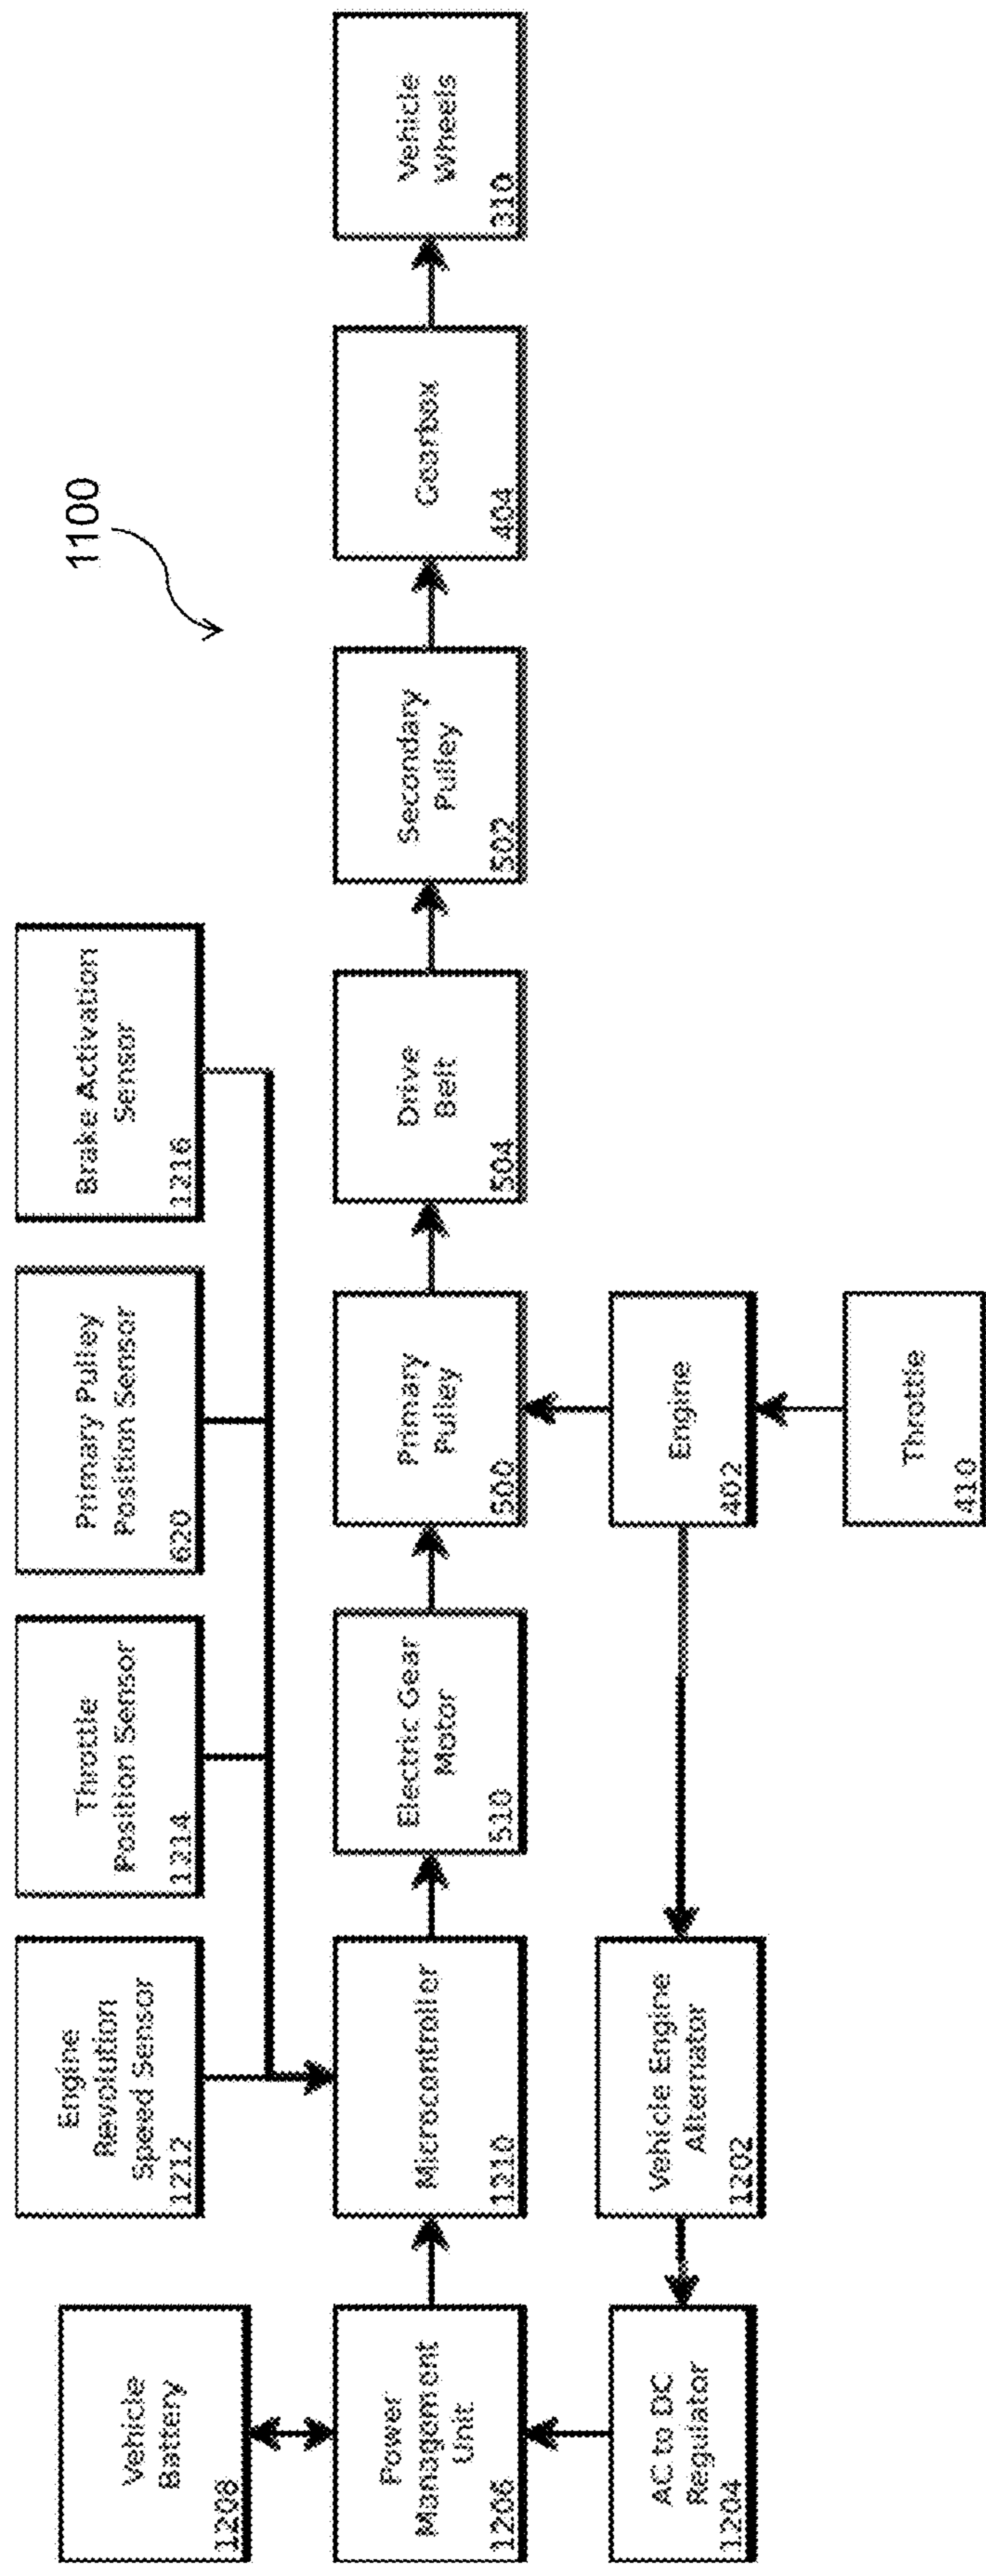 1100
Vehicle
Battery
1208
Engine
Revolution
Speed Sensor
1212
Throttle
Position Sensor
1214
Primary Pulley
Position Sensor
620
Brake Activation
Sensor
1216
Power
Management
Unit
1206
Microcontroller
1210
Electric Gear
Motor
510
Primary
Pulley
500
Drive
Belt
504
Secondary
Pulley
502
Gearbox
404
Vehicle
Wheels
310
AC to DC
Regulator
1204
Vehicle Engine
Alternator
1202
Engine
402
Throttle
410